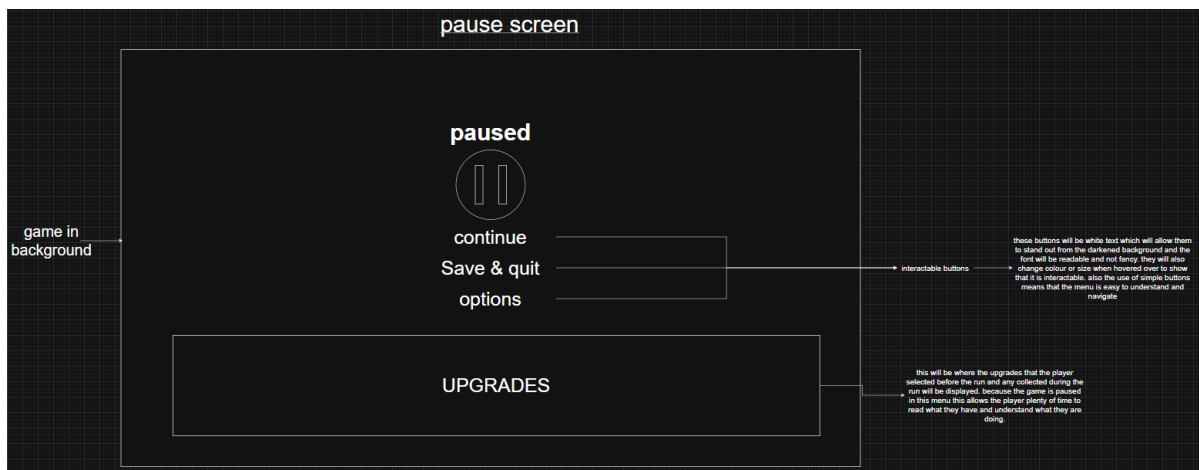 pause screen
paused
game in
background
continue
Save & quit
options
interactable buttons
these buttons will be white text which will allow them
to stand out from the darkened background and the
font will be readable and not fancy. they will also
change colour or size when hovered over to show
that it is interactable. also the use of simple buttons
means that the menu is easy to understand and
navigate
UPGRADES
this will be where the upgrades that the player
selected before the run and any collected during the
run will be displayed. because the game is paused
in this menu this allows the player plenty of time to
read what they have and understand what they are
doing.